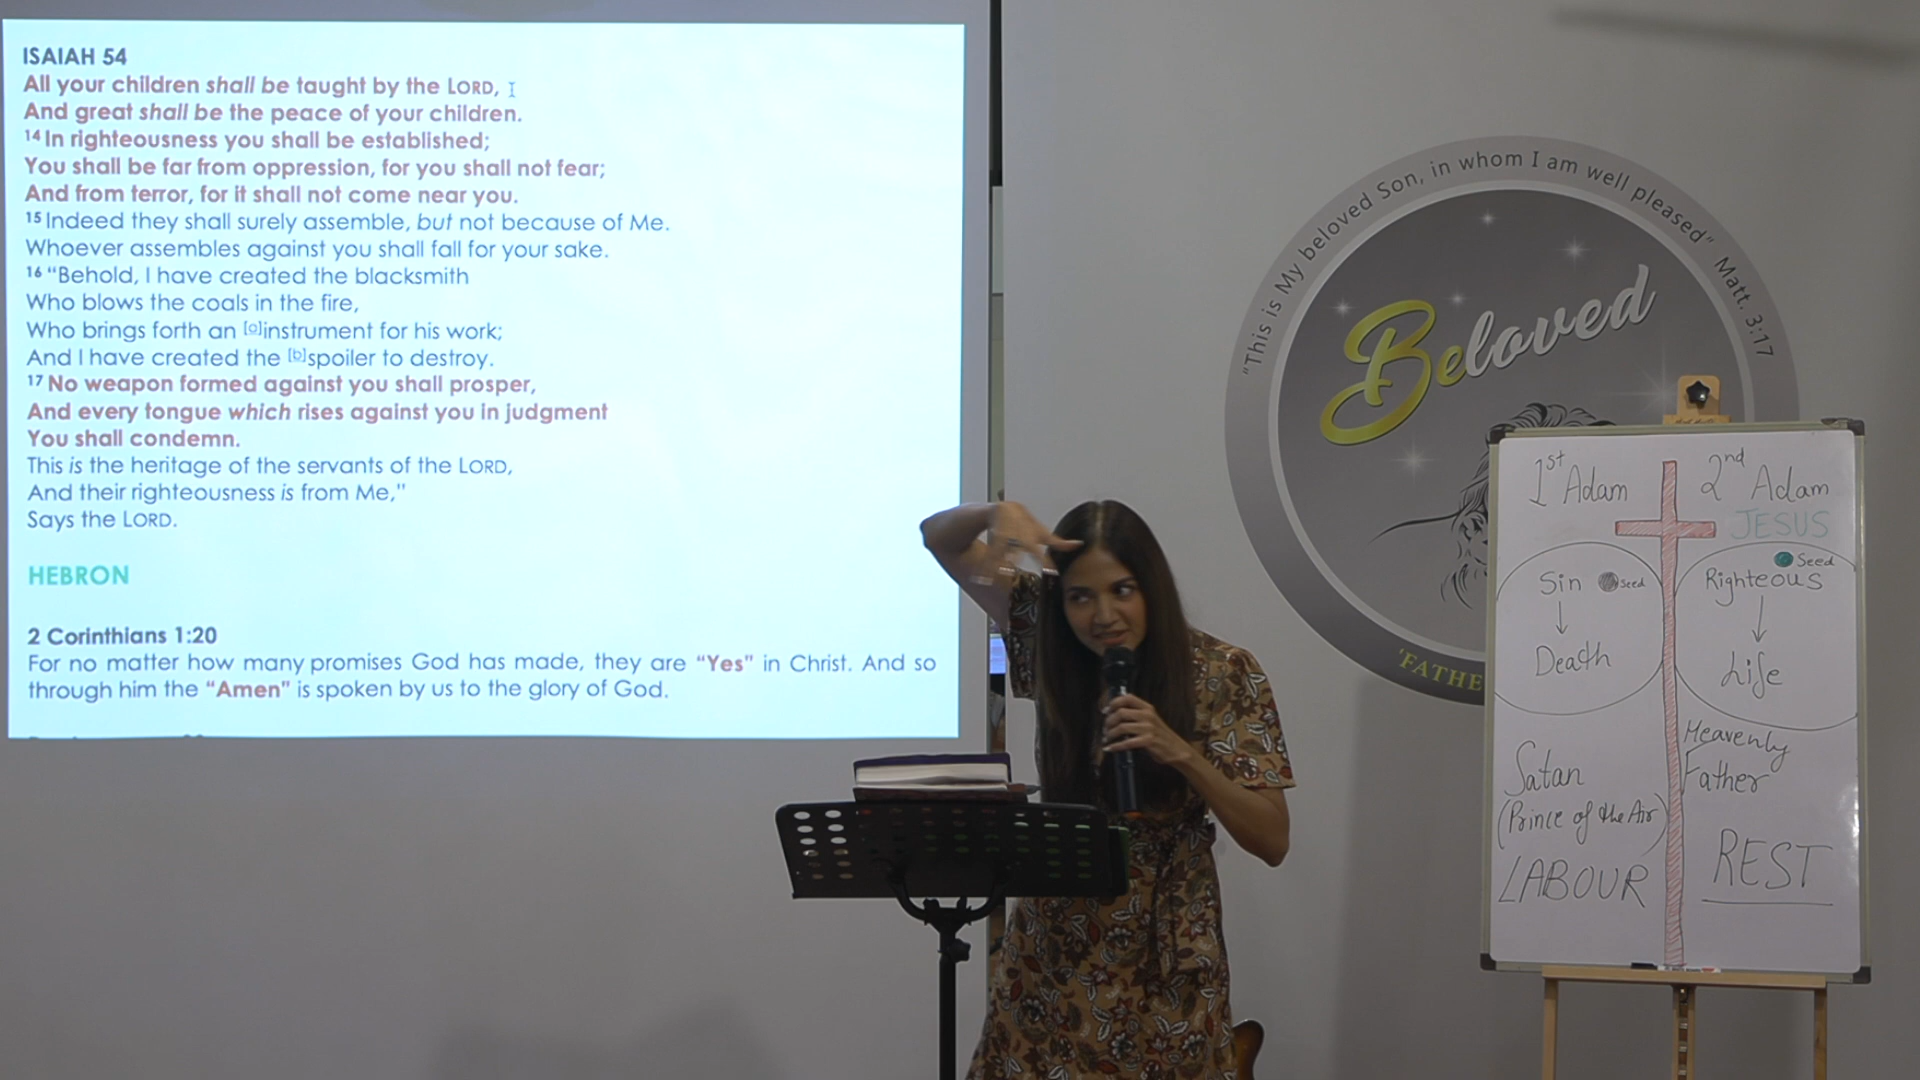 ISAIAH 54
All your children shall be taught by the LORD,
And great shall be the peace of your children.
14 In righteousness you shall be established;
You shall be far from oppression, for you shall not fear;
And from terror, for it shall not come near you.
15 Indeed they shall surely assemble, but not because of Me.
Whoever assembles against you shall fall for your sake.
16 “Behold, I have created the blacksmith
Who blows the coals in the fire,
Who brings forth an [a]instrument for his work;
And I have created the [b]spoiler to destroy.
17 No weapon formed against you shall prosper,
And every tongue which rises against you in judgment
You shall condemn.
This is the heritage of the servants of the LORD,
And their righteousness is from Me,”
Says the LORD.
HEBRON
2 Corinthians 1:20
For no matter how many promises God has made, they are “Yes” in Christ. And so
through him the “Amen” is spoken by us to the glory of God.
“This is My beloved Son, in whom I am well pleased” Matt. 3:17
Beloved
'FATHE
1st Adam
Sin Seed
Death
Satan
(Prince of the Air)
LABOUR
2nd Adam
JESUS
Seed
Righteous
Life
Heavenly
Father
REST